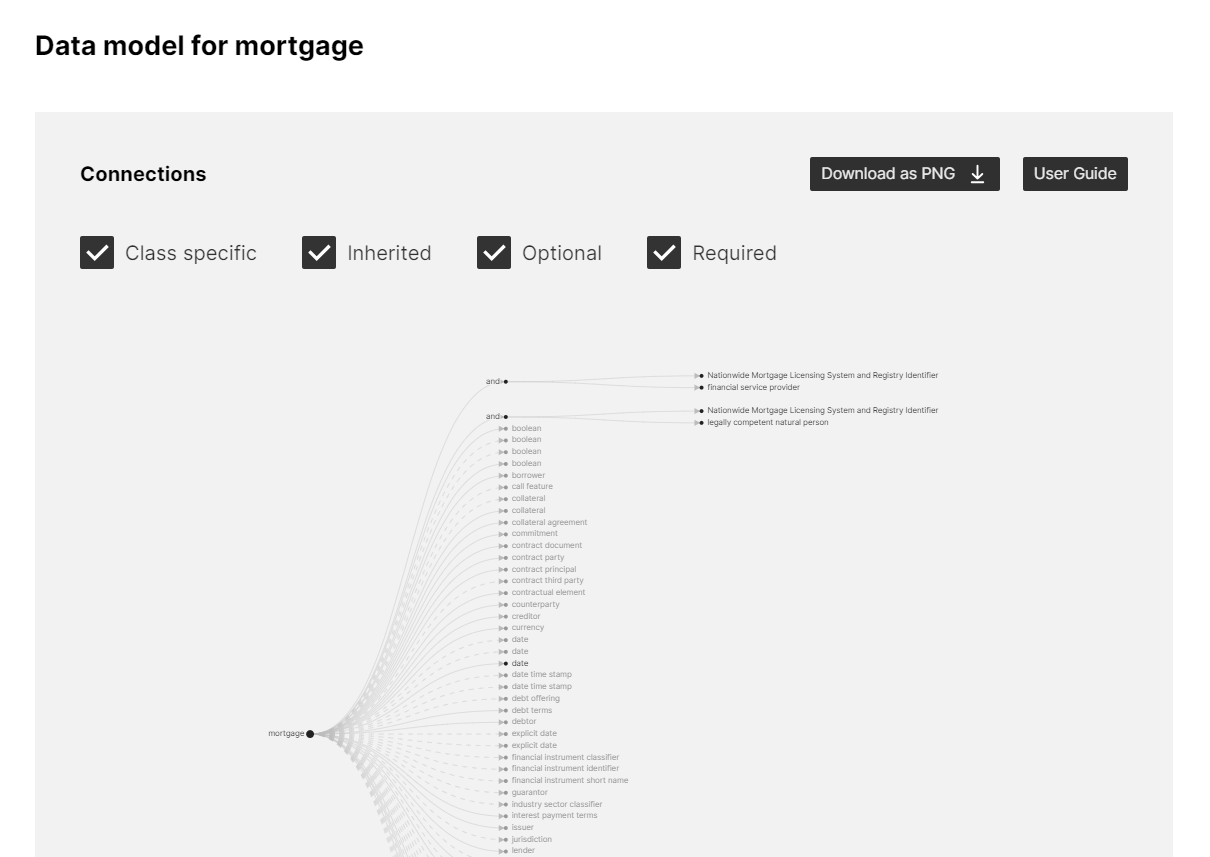 Data model for mortgage
Connections
Download as PNG
User Guide
Class specific
Inherited
Optional
Required
and
Nationwide Mortgage Licensing System and Registry Identifier
financial service provider
and
Nationwide Mortgage Licensing System and Registry Identifier
legally competent natural person
boolean
boolean
boolean
boolean
borrower
call feature
collateral
collateral
collateral agreement
commitment
contract document
contract party
contract principal
contract third party
contractual element
counterparty
creditor
currency
date
date
date
date time stamp
date time stamp
debt offering
debt terms
debtor
mortgage
explicit date
explicit date
financial instrument classifier
financial instrument identifier
financial instrument short name
guarantor
industry sector classifier
interest payment terms
issuer
jurisdiction
lender